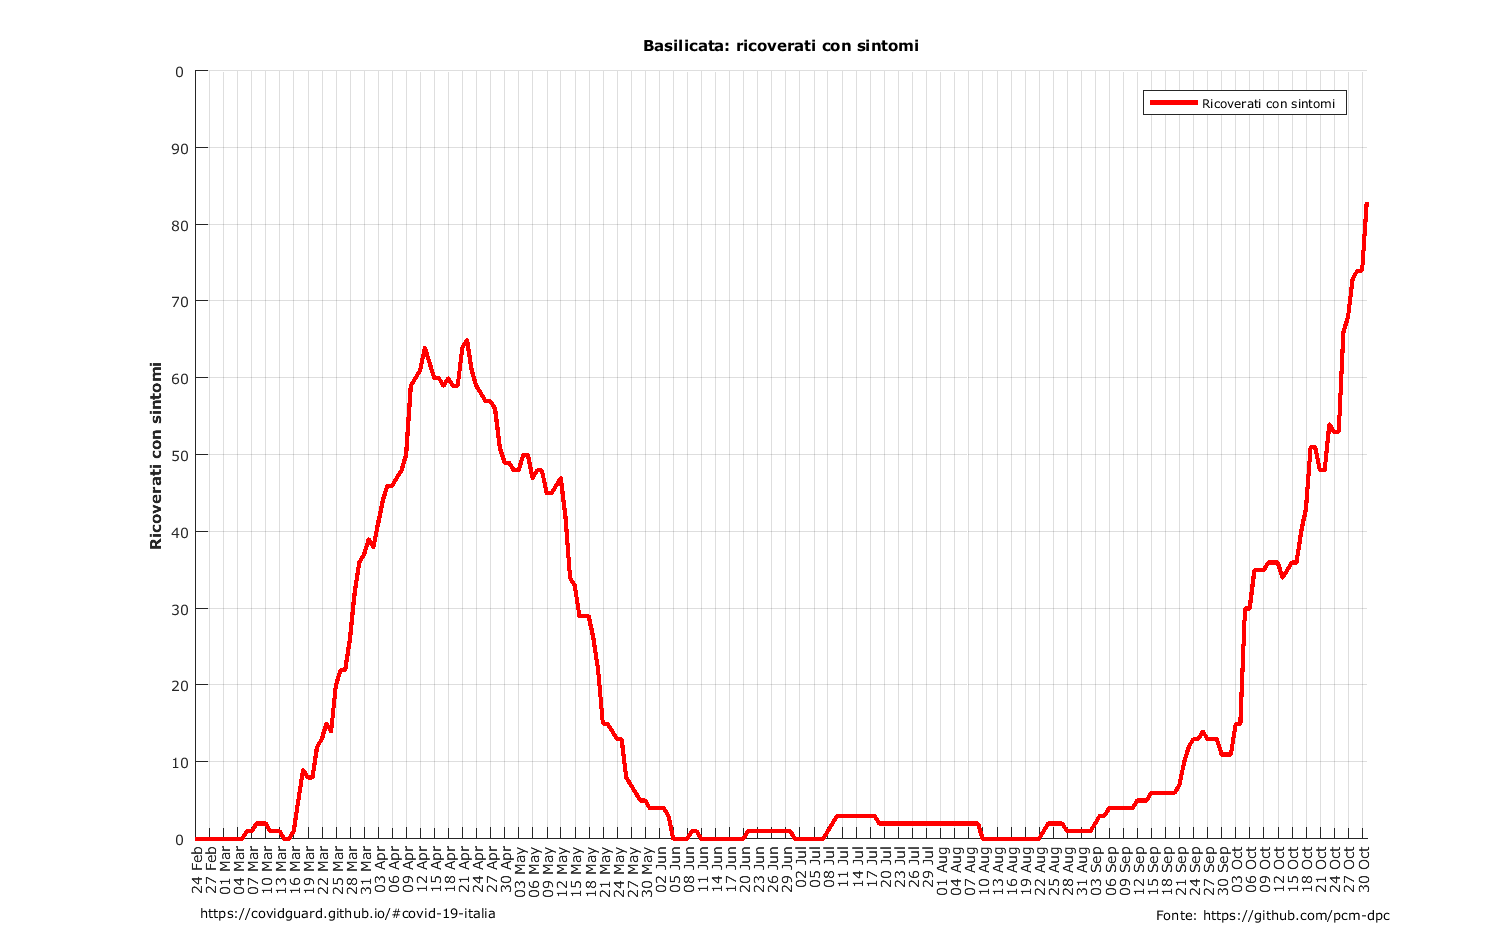 Basilicata: ricoverati con sintomi
Ricoverati con sintomi
Ricoverati con sintomi
0
90
80
70
60
50
40
30
20
10
0
24 Feb
27 Feb
01 Mar
04 Mar
07 Mar
10 Mar
13 Mar
16 Mar
19 Mar
22 Mar
25 Mar
28 Mar
31 Mar
03 Apr
06 Apr
09 Apr
12 Apr
15 Apr
18 Apr
21 Apr
24 Apr
27 Apr
30 Apr
03 May
06 May
09 May
12 May
15 May
18 May
21 May
24 May
27 May
30 May
02 Jun
05 Jun
08 Jun
11 Jun
14 Jun
17 Jun
20 Jun
23 Jun
26 Jun
29 Jun
02 Jul
05 Jul
08 Jul
11 Jul
14 Jul
17 Jul
20 Jul
23 Jul
26 Jul
29 Jul
01 Aug
04 Aug
07 Aug
10 Aug
13 Aug
16 Aug
19 Aug
22 Aug
25 Aug
28 Aug
31 Aug
03 Sep
06 Sep
09 Sep
12 Sep
15 Sep
18 Sep
21 Sep
24 Sep
27 Sep
30 Sep
03 Oct
06 Oct
09 Oct
12 Oct
15 Oct
18 Oct
21 Oct
24 Oct
27 Oct
30 Oct
https://covidguard.github.io/#covid-19-italia
Fonte: https://github.com/pcm-dpc